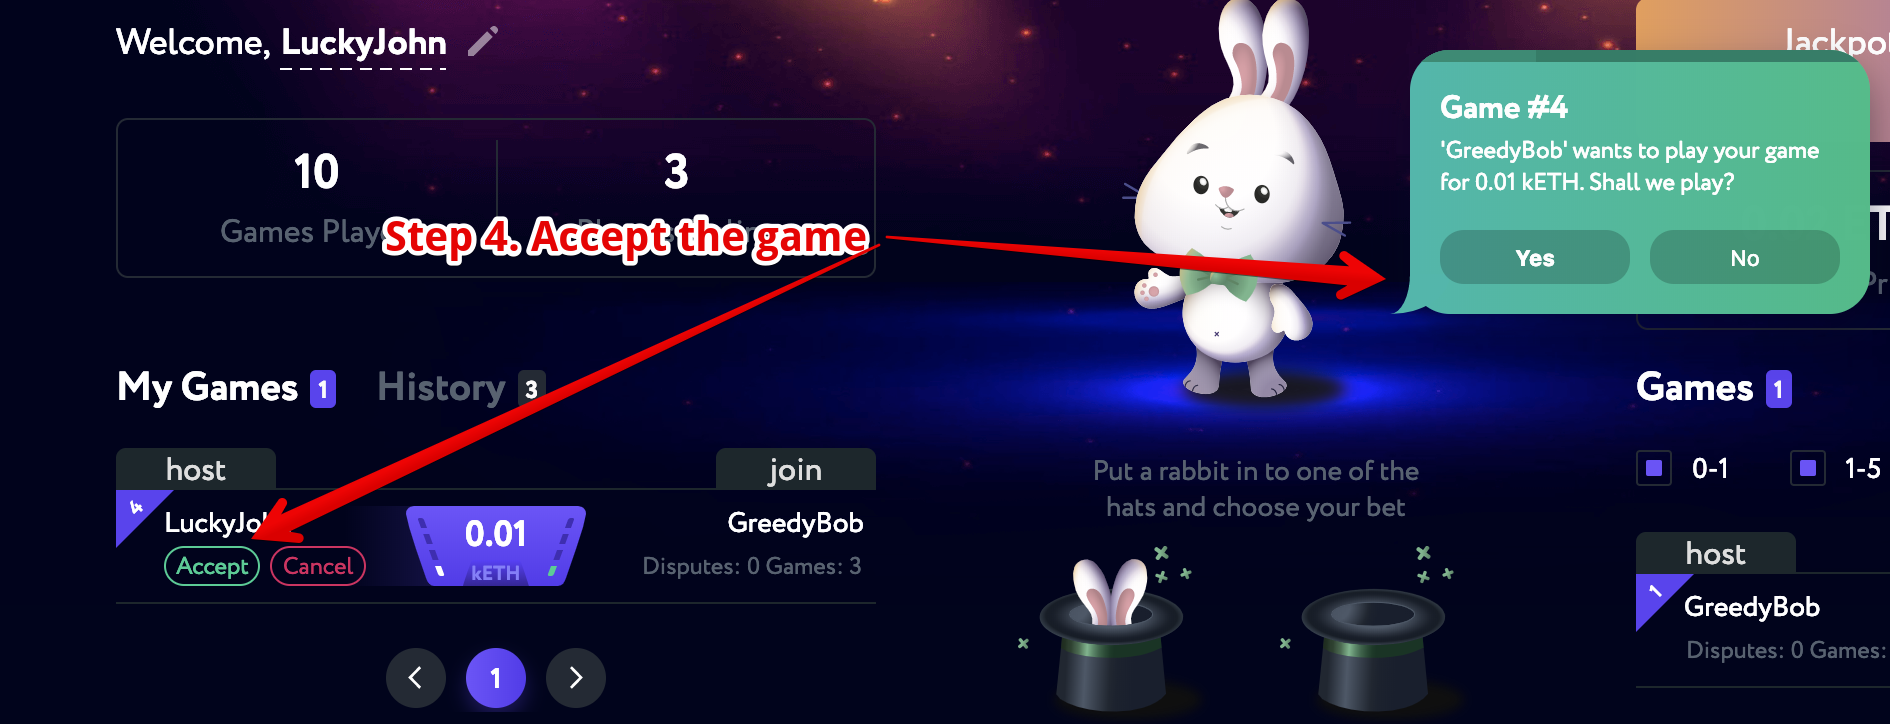 Welcome, LuckyJohn
10
Games Play
3
Step 4. Accept the game
Jackpo
Game #4
'GreedyBob' wants to play your game
for 0.01 kETH. Shall we play?
Yes
No
My Games 1
History 3
host
join
4
LuckyJo
0.01
kETH
GreedyBob
Accept
Cancel
Disputes: 0 Games: 3
1
Put a rabbit in to one of the
hats and choose your bet
Games 1
0-1
1-5
host
1
GreedyBob
Disputes: 0 Games: